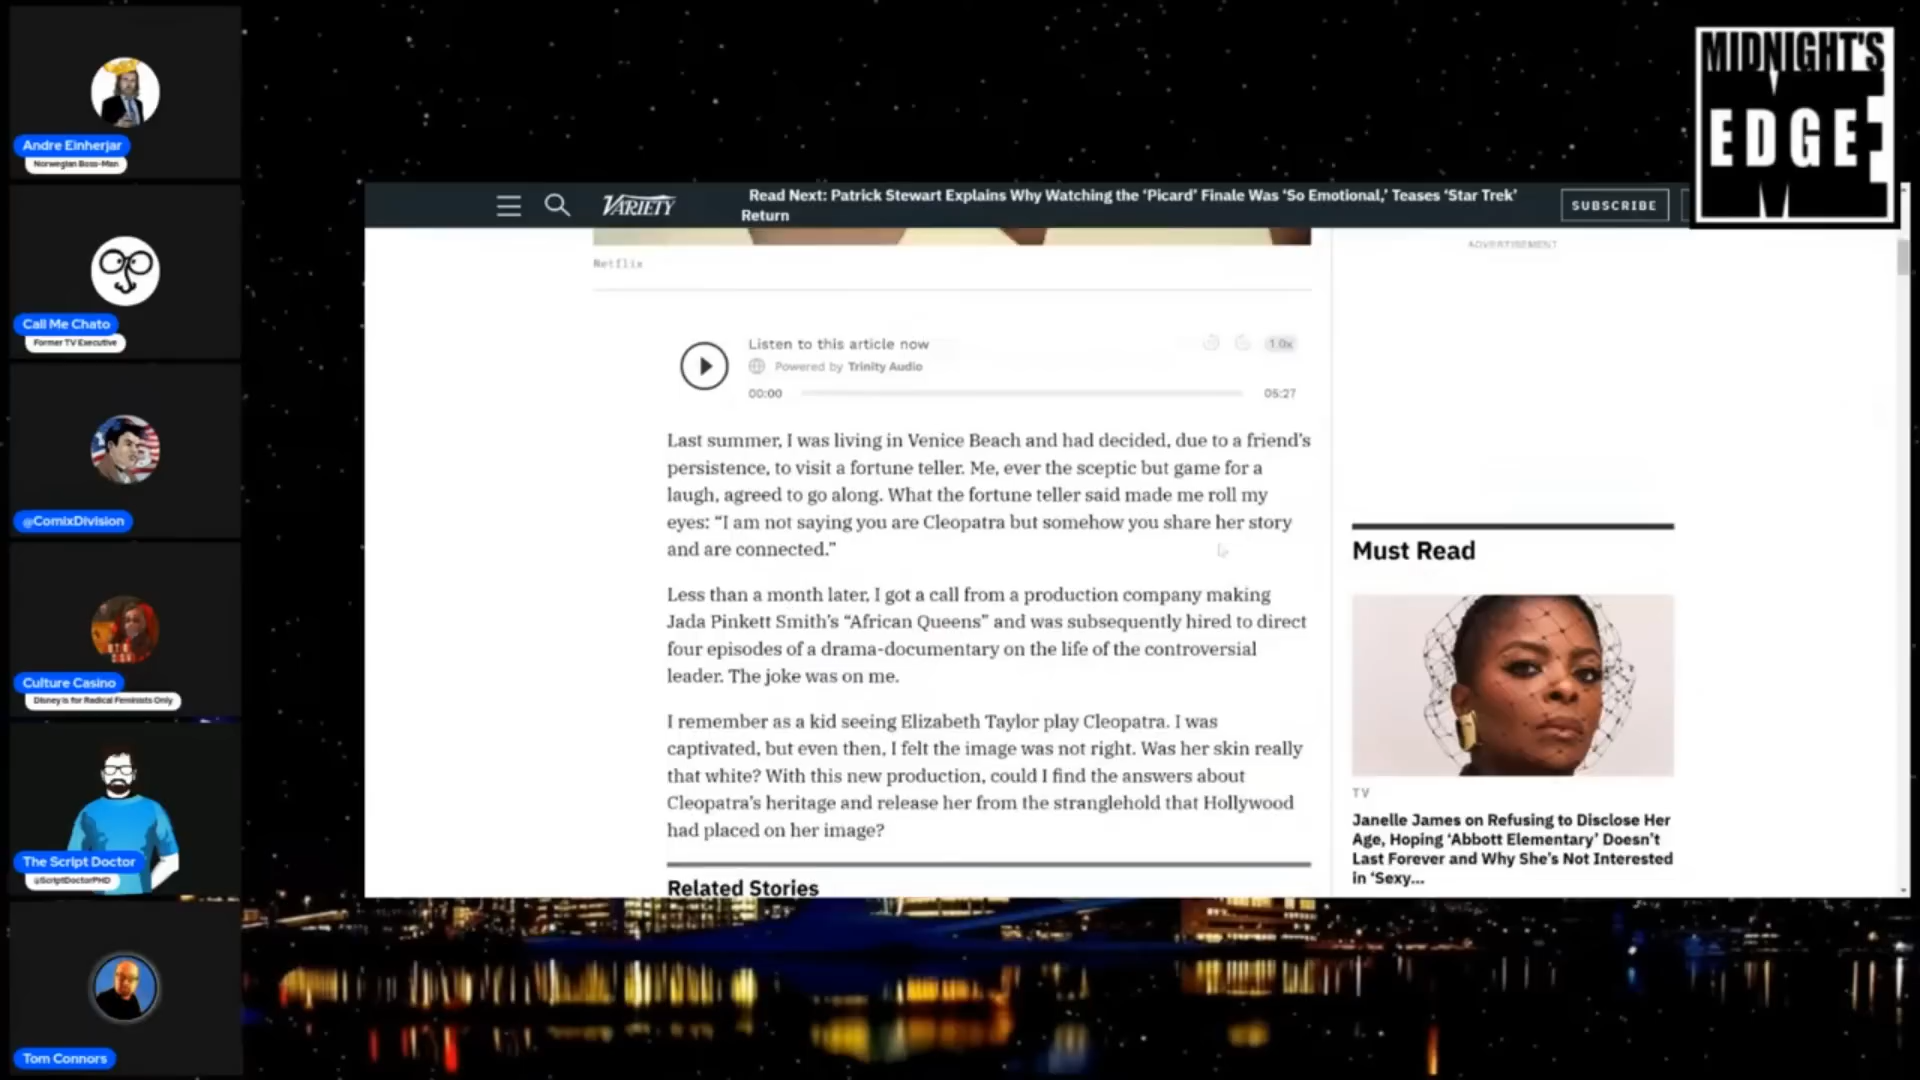 Andre Einherjar
Norwegian Boss-Man
Call Me Chato
Former TV Executive
@ComixDivision
Culture Casino
Disney is for Radical Feminists Only
The Script Doctor
@ScriptDoctorPHD
Tom Connors
MIDNIGHT'S
EDGE
VARIETY
Read Next: Patrick Stewart Explains Why Watching the ‘Picard’ Finale Was ‘So Emotional,’ Teases ‘Star Trek’
Return
SUBSCRIBE
Netflix
ADVERTISEMENT
Listen to this article now
1.0x
Powered by Trinity Audio
00:00
05:27
Last summer, I was living in Venice Beach and had decided, due to a friend’s
persistence, to visit a fortune teller. Me, ever the sceptic but game for a
laugh, agreed to go along. What the fortune teller said made me roll my
eyes: “I am not saying you are Cleopatra but somehow you share her story
and are connected.”
Less than a month later, I got a call from a production company making
Jada Pinkett Smith’s “African Queens” and was subsequently hired to direct
four episodes of a drama-documentary on the life of the controversial
leader. The joke was on me.
I remember as a kid seeing Elizabeth Taylor play Cleopatra. I was
captivated, but even then, I felt the image was not right. Was her skin really
that white? With this new production, could I find the answers about
Cleopatra’s heritage and release her from the stranglehold that Hollywood
had placed on her image?
Related Stories
Must Read
TV
Janelle James on Refusing to Disclose Her
Age, Hoping ‘Abbott Elementary’ Doesn’t
Last Forever and Why She’s Not Interested
in ‘Sexy...